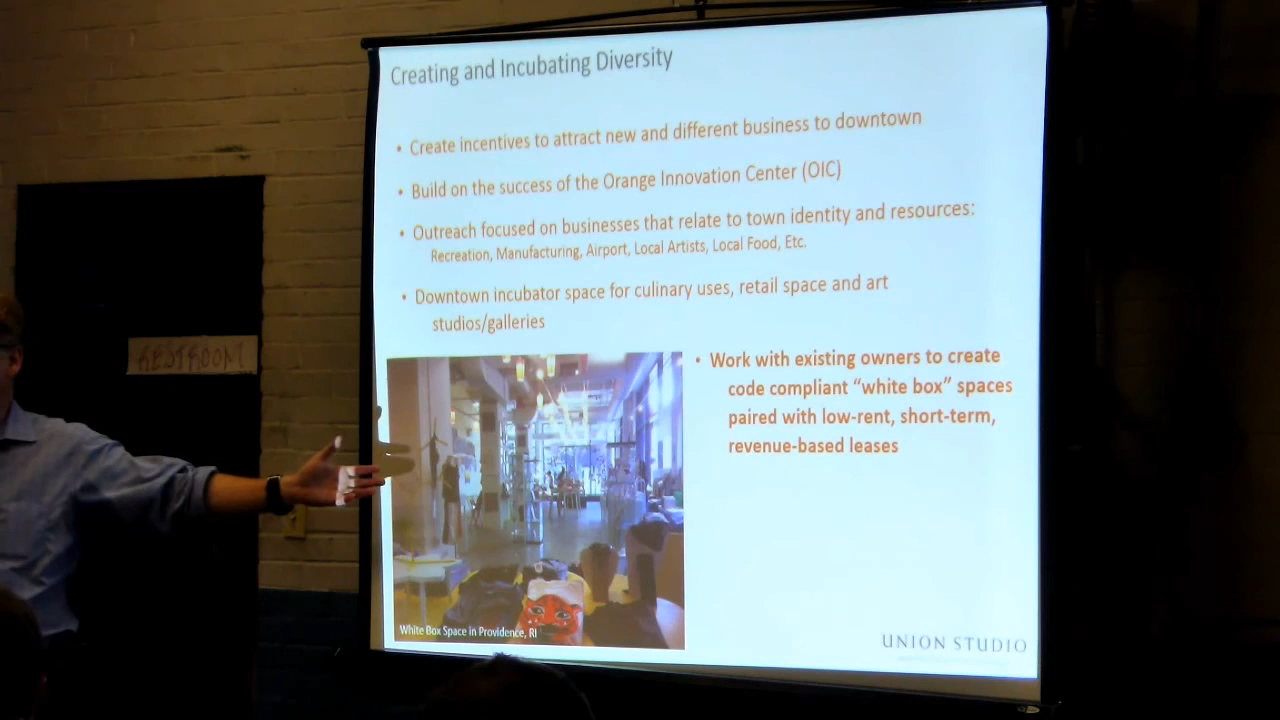 Creating and Incubating Diversity
• Create incentives to attract new and different business to downtown
• Build on the success of the Orange Innovation Center (OIC)
• Outreach focused on businesses that relate to town identity and resources:
Recreation, Manufacturing, Airport, Local Artists, Local Food, Etc.
• Downtown incubator space for culinary uses, retail space and art
studios/galleries
RESTROOM
• Work with existing owners to create
code compliant “white box” spaces
paired with low-rent, short-term,
revenue-based leases
White Box Space in Providence, RI
UNION STUDIO